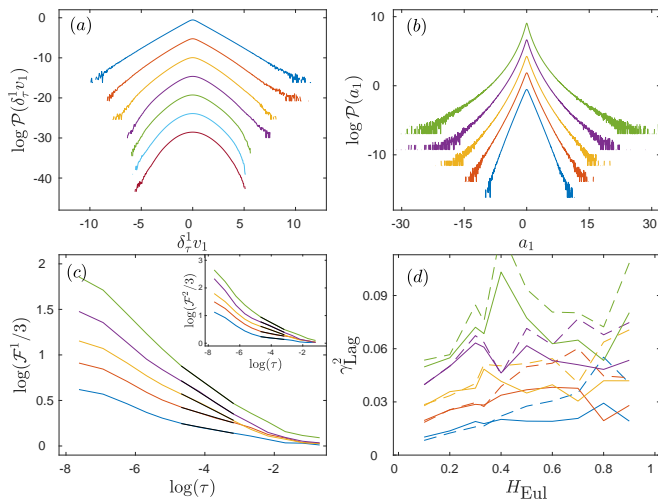 (a)
0
-10
-20
-30
-40
log P(δ¹_τ v₁)
-10 -5 0 5 10
δ¹_τ v₁
(b)
10
0
-10
log P(a₁)
-30 -15 0 15 30
a₁
(c)
2
1.5
1
0.5
0
log(F¹/3)
-8 -6 -4 -2
log(τ)
3
2
1
0
log(F²/3)
-8 -6 -4 -2 0
log(τ)
(d)
0.09
0.06
0.03
0
γ²_Lag
0 0.2 0.4 0.6 0.8 1
H_Eul